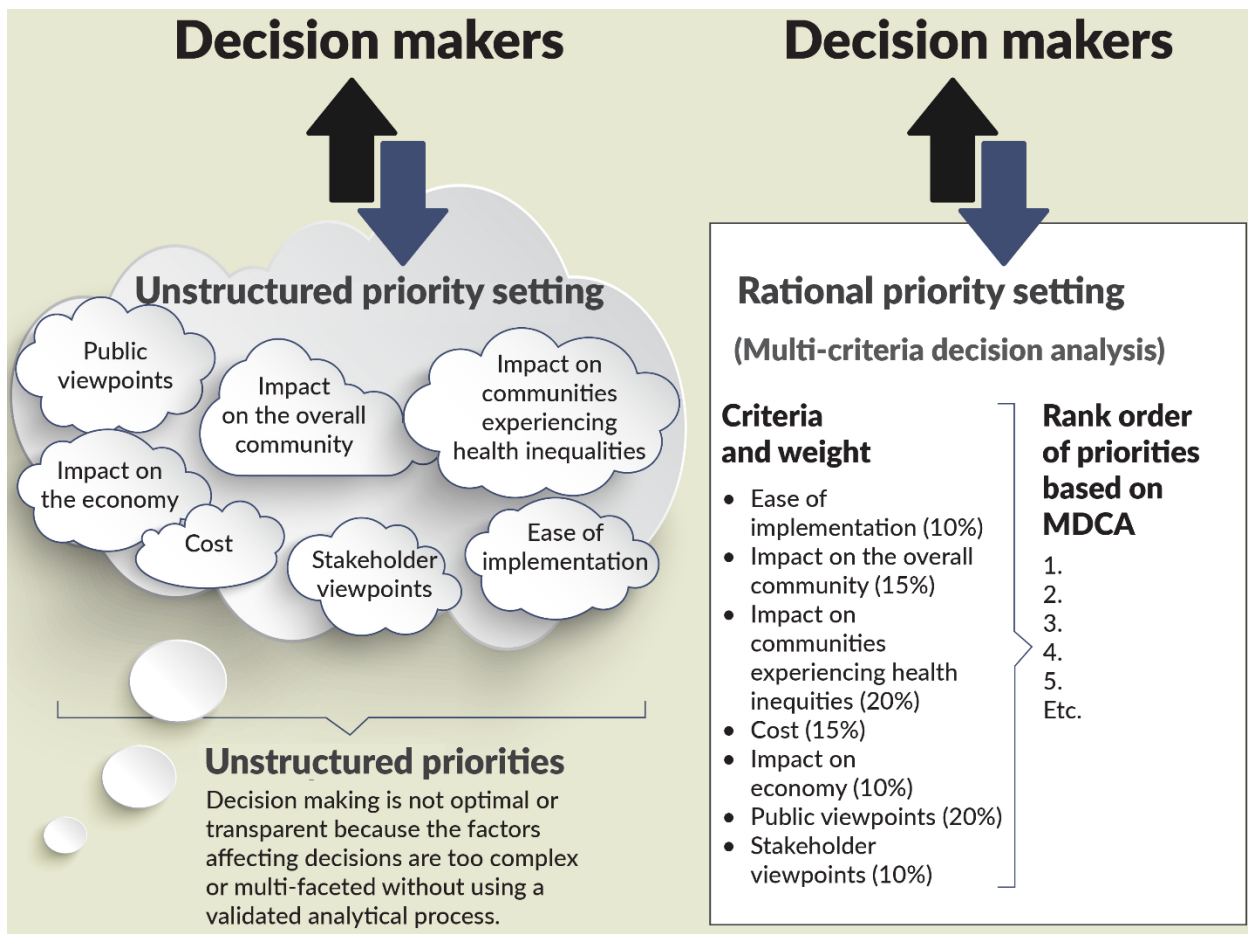 Decision makers
Unstructured priority setting
Public
viewpoints
Impact
on the overall
community
Impact on
communities
experiencing
health inequalities
Impact on
the economy
Cost
Stakeholder
viewpoints
Ease of
implementation
Unstructured priorities
Decision making is not optimal or
transparent because the factors
affecting decisions are too complex
or multi-faceted without using a
validated analytical process.
Decision makers
Rational priority setting
(Multi-criteria decision analysis)
Criteria
and weight
• Ease of
implementation (10%)
• Impact on the overall
community (15%)
• Impact on
communities
experiencing health
inequities (20%)
• Cost (15%)
• Impact on
economy (10%)
• Public viewpoints (20%)
• Stakeholder
viewpoints (10%)
Rank order
of priorities
based on
MDCA
1.
2.
3.
4.
5.
Etc.